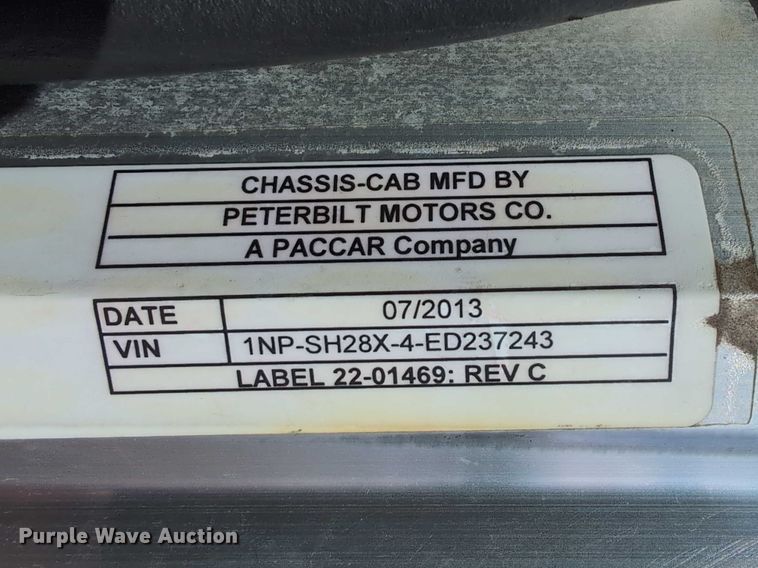 CHASSIS-CAB MFD BY
PETERBILT MOTORS CO.
A PACCAR Company
DATE 07/2013
VIN 1NP-SH28X-4-ED237243
LABEL 22-01469: REV C
Purple Wave Auction